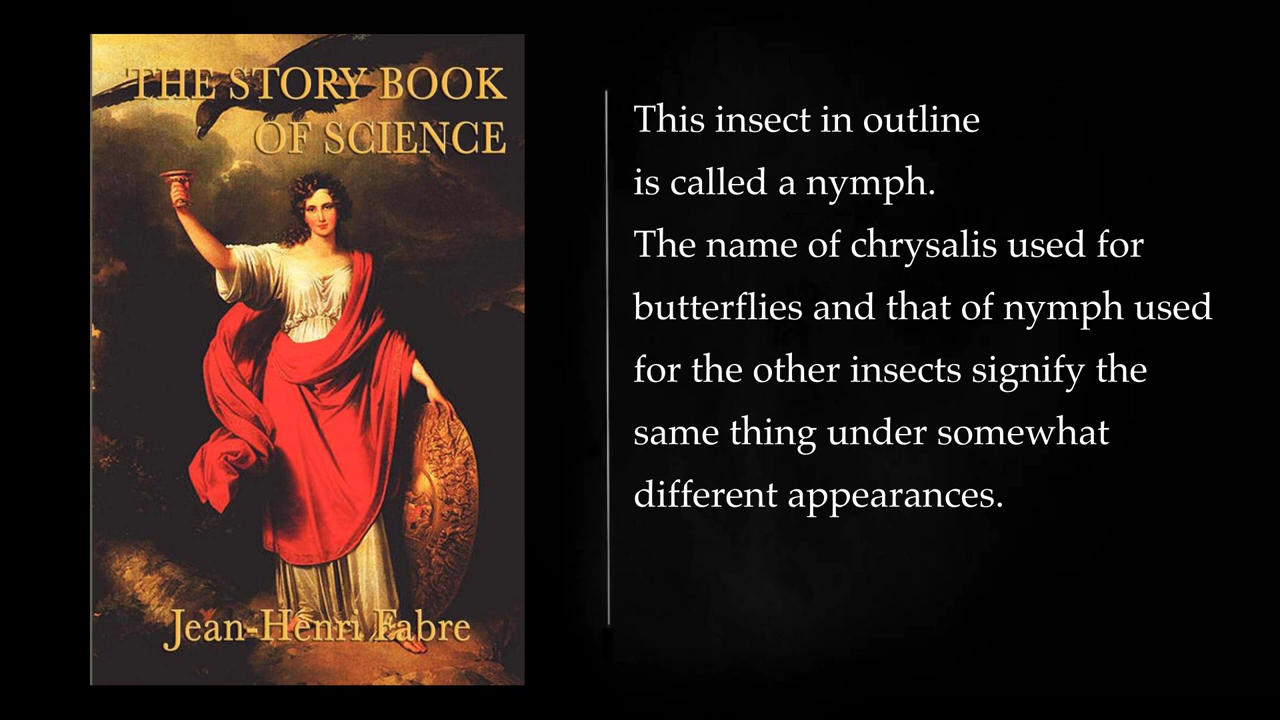 THE STORY BOOK
OF SCIENCE
Jean-Henri Fabre
This insect in outline
is called a nymph.
The name of chrysalis used for
butterflies and that of nymph used
for the other insects signify the
same thing under somewhat
different appearances.